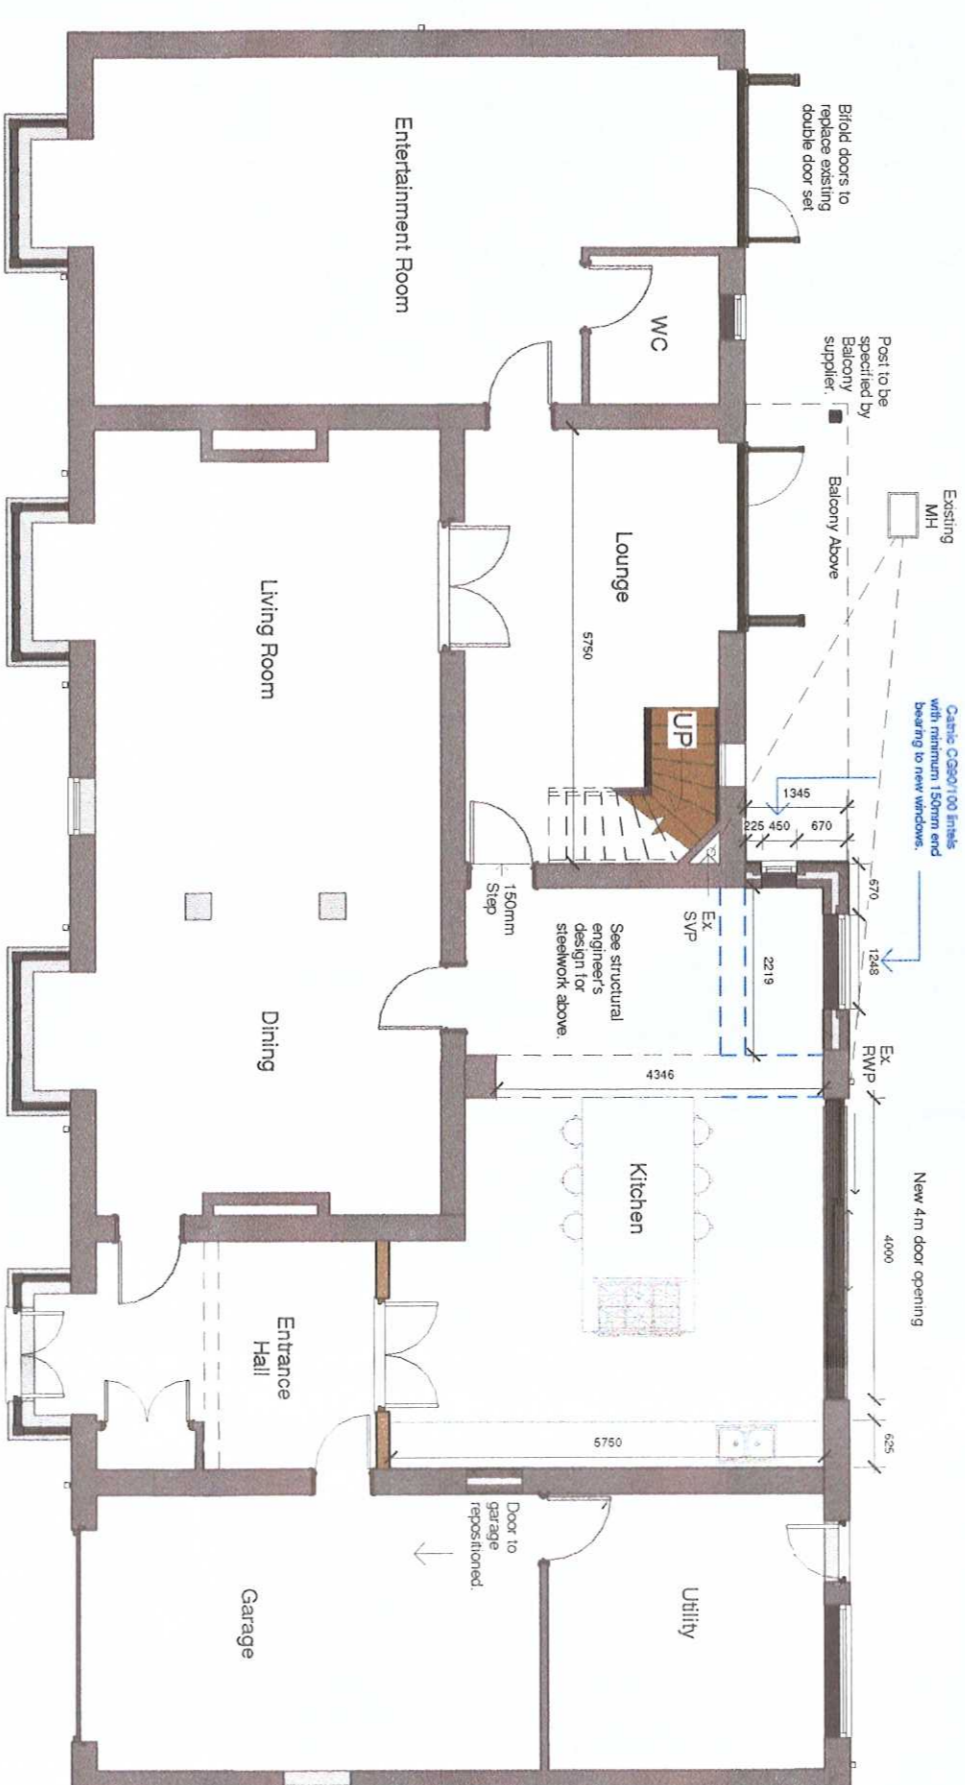 Bifold doors to
replace existing
double door set
Post to be
specified by
Balcony
supplier.
Existing
MH
Balcony Above
Catnic CG90/100 lintels
with minimum 150mm end
bearing to new windows.
1345
225 450 670
670
1248
Ex
RWP
New 4m door opening
4000
625
WC
Entertainment Room
Lounge
5750
UP
Ex
SVP
2219
See structural
engineer's
design for
steelwork above.
150mm
Step
4346
Kitchen
5750
Utility
Door to
garage
repositioned.
Living Room
Dining
Entrance
Hall
Garage